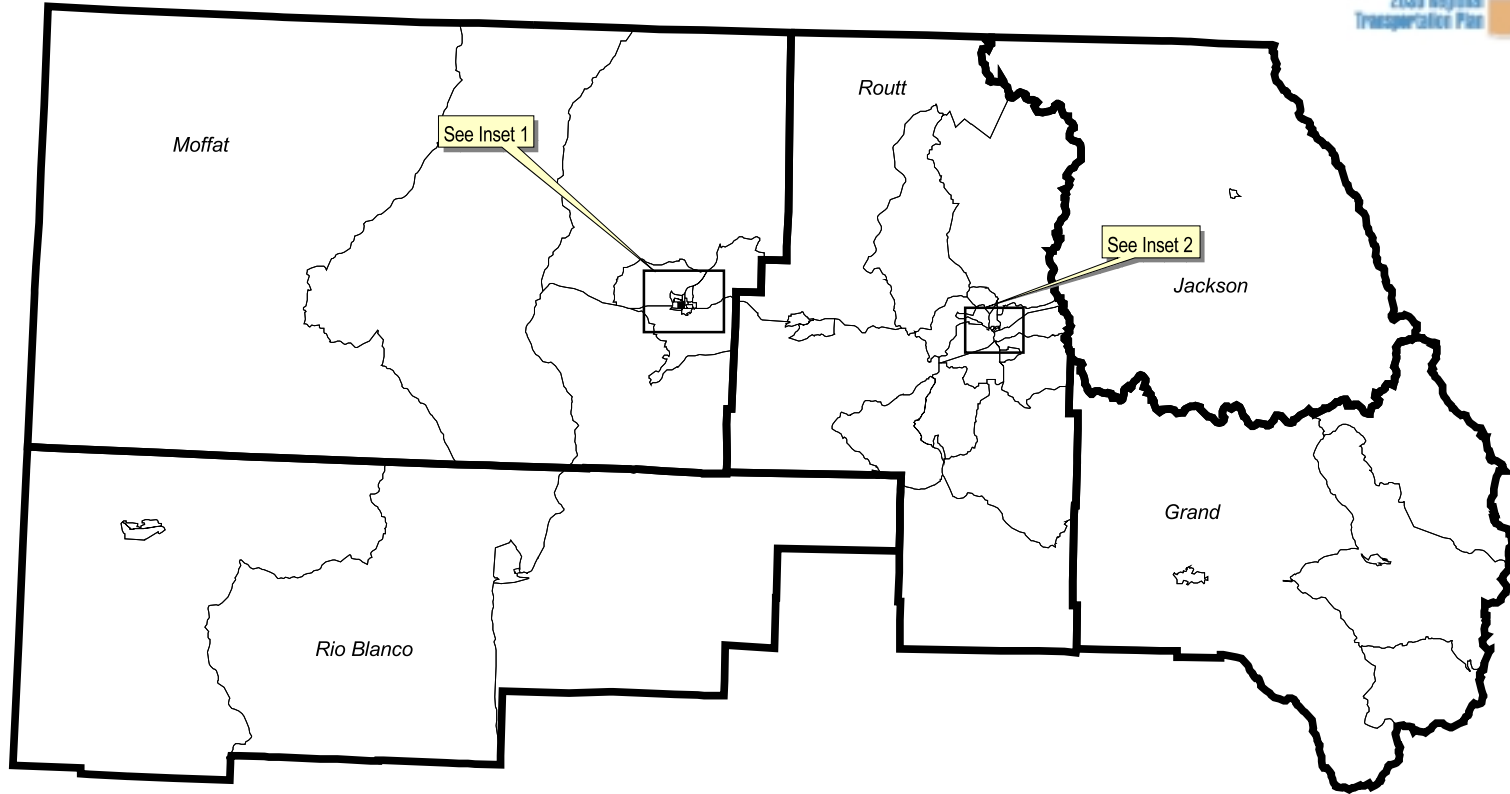 Transportation Plan
Routt
Moffat
See Inset 1
See Inset 2
Jackson
Grand
Rio Blanco